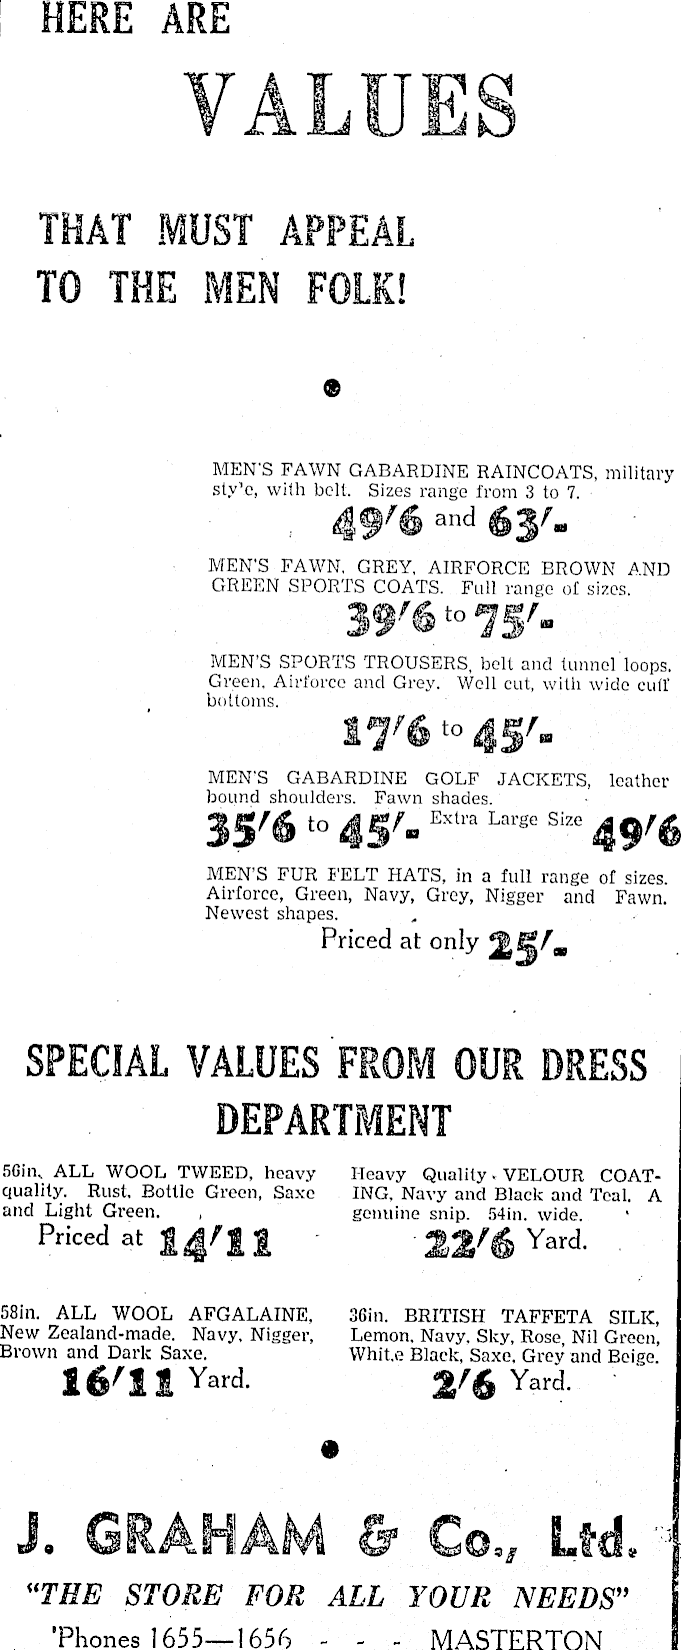 HERE ARE
VALUES
THAT MUST APPEAL
TO THE MEN FOLK!
MEN'S FAWN GABARDINE RAINCOATS, military
sty'e, with belt. Sizes range from 3 to 7.
49'6 and 63'-
MEN'S FAWN, GREY, AIRFORCE BROWN AND
GREEN SPORTS COATS. Full range of sizes.
39'6 to 75'-
MEN'S SPORTS TROUSERS, belt and tunnel loops.
Green, Airforce and Grey. Well cut, with wide cuff
bottoms.
17'6 to 45'-
MEN'S GABARDINE GOLF JACKETS, leather
bound shoulders. Fawn shades.
35'6 to 45'- Extra Large Size 49'6
MEN'S FUR FELT HATS, in a full range of sizes.
Airforce, Green, Navy, Grey, Nigger and Fawn.
Newest shapes.
Priced at only 25'-
SPECIAL VALUES FROM OUR DRESS
DEPARTMENT
56in. ALL WOOL TWEED, heavy
quality. Rust, Bottle Green, Saxe
and Light Green.
Priced at 14'11
Heavy Quality VELOUR COAT-
ING, Navy and Black and Teal. A
genuine snip. 54in. wide.
22'6 Yard.
58in. ALL WOOL AFGALAINE,
New Zealand-made. Navy, Nigger,
Brown and Dark Saxe.
16'11 Yard.
36in. BRITISH TAFFETA SILK,
Lemon, Navy, Sky, Rose, Nil Green,
Whit.e Black, Saxe, Grey and Beige.
2'6 Yard.
J. GRAHAM & Co., Ltd.
"THE STORE FOR ALL YOUR NEEDS"
'Phones 1655—1656 - - - MASTERTON